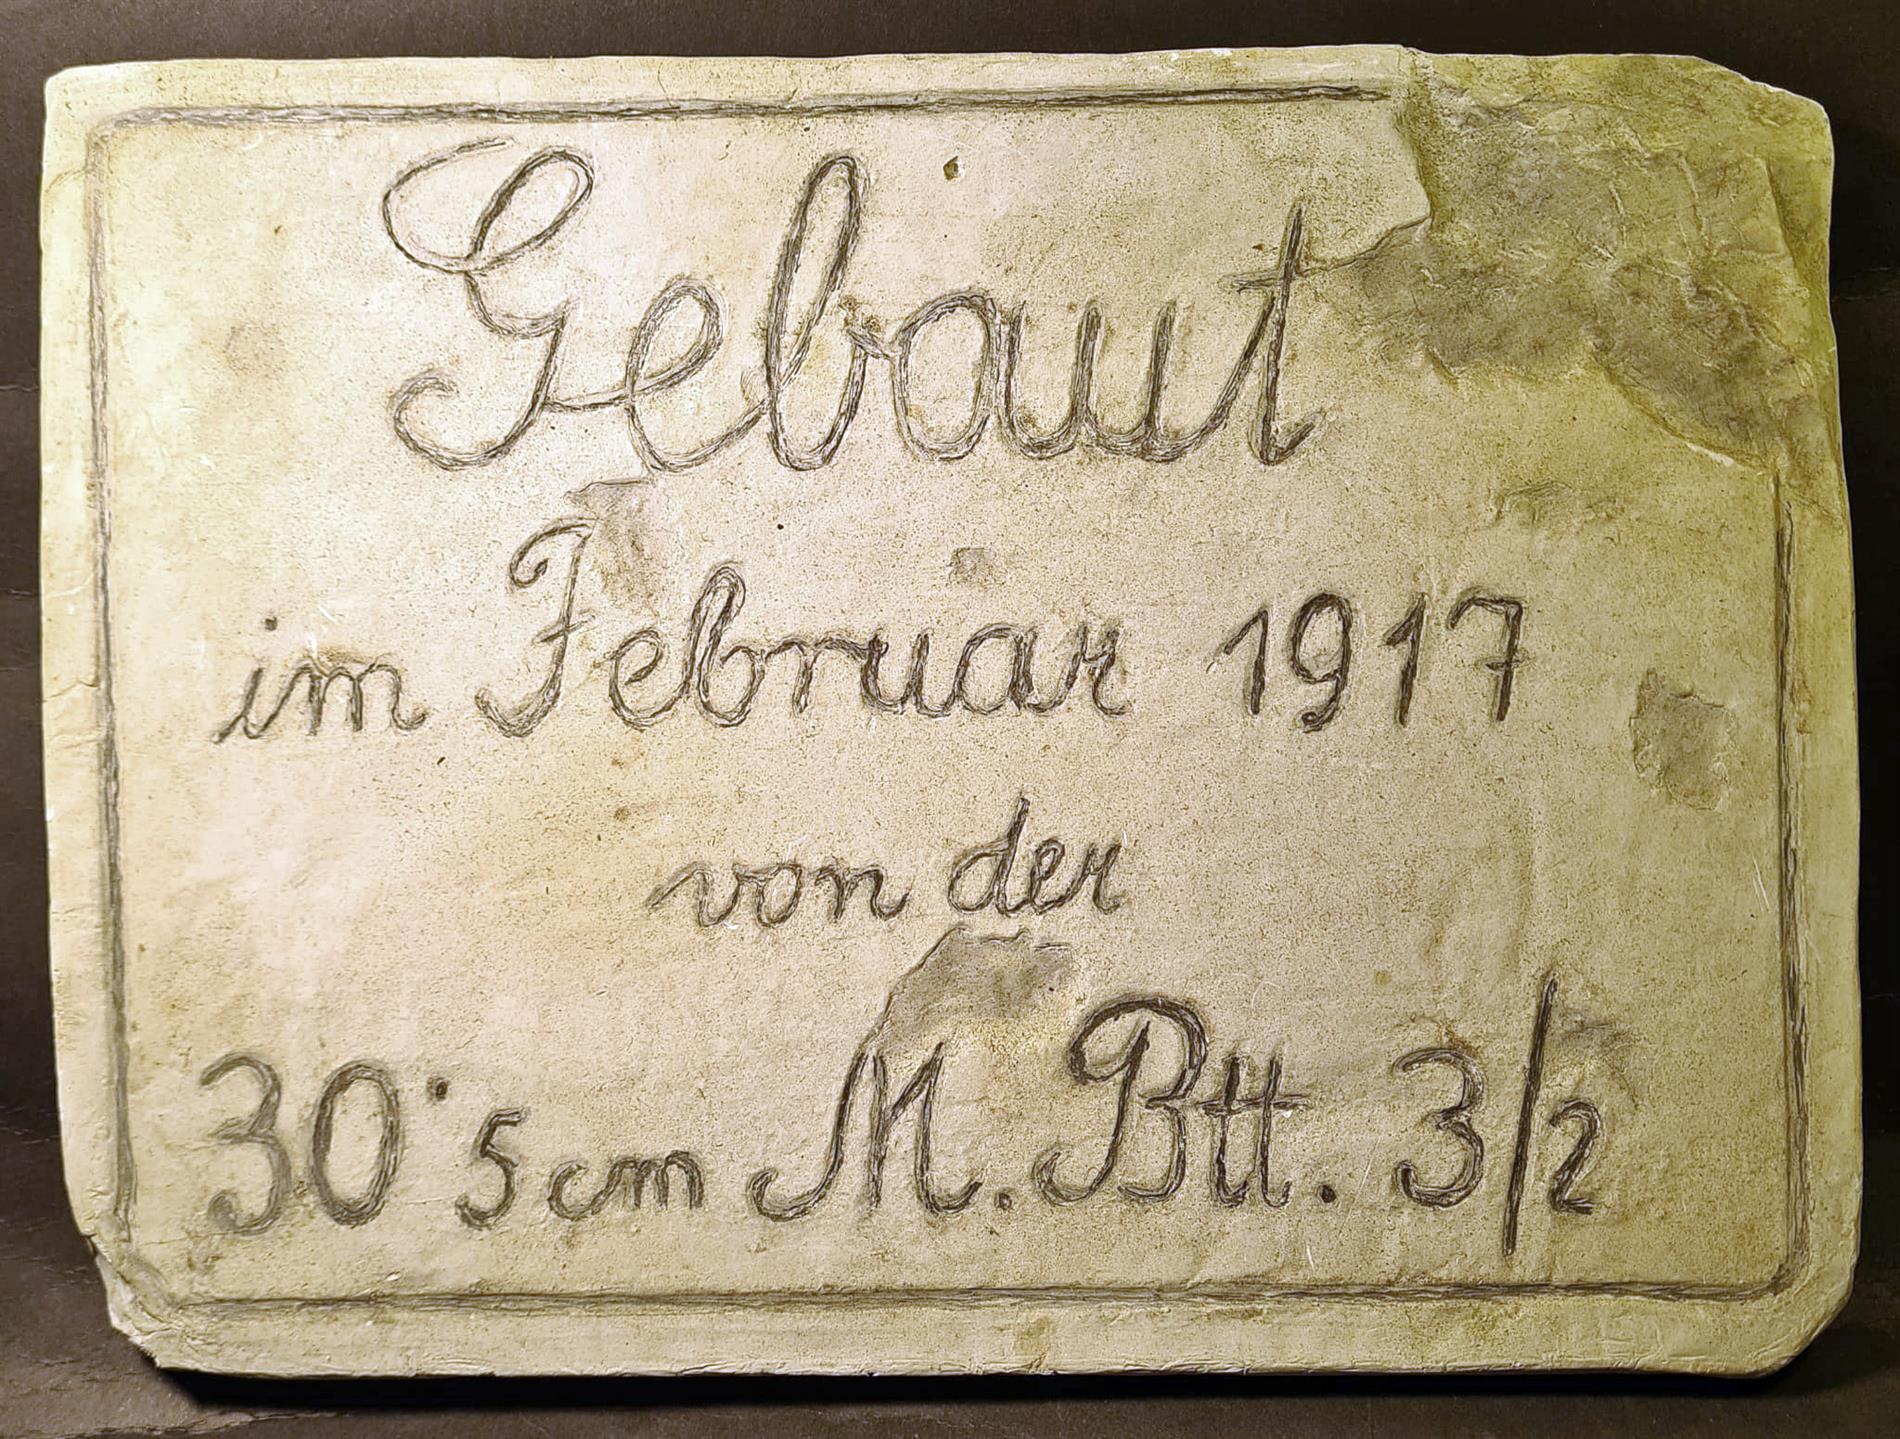 Gebaut
im Februar 1917
von der
30·5 cm M. Btt. 3/2